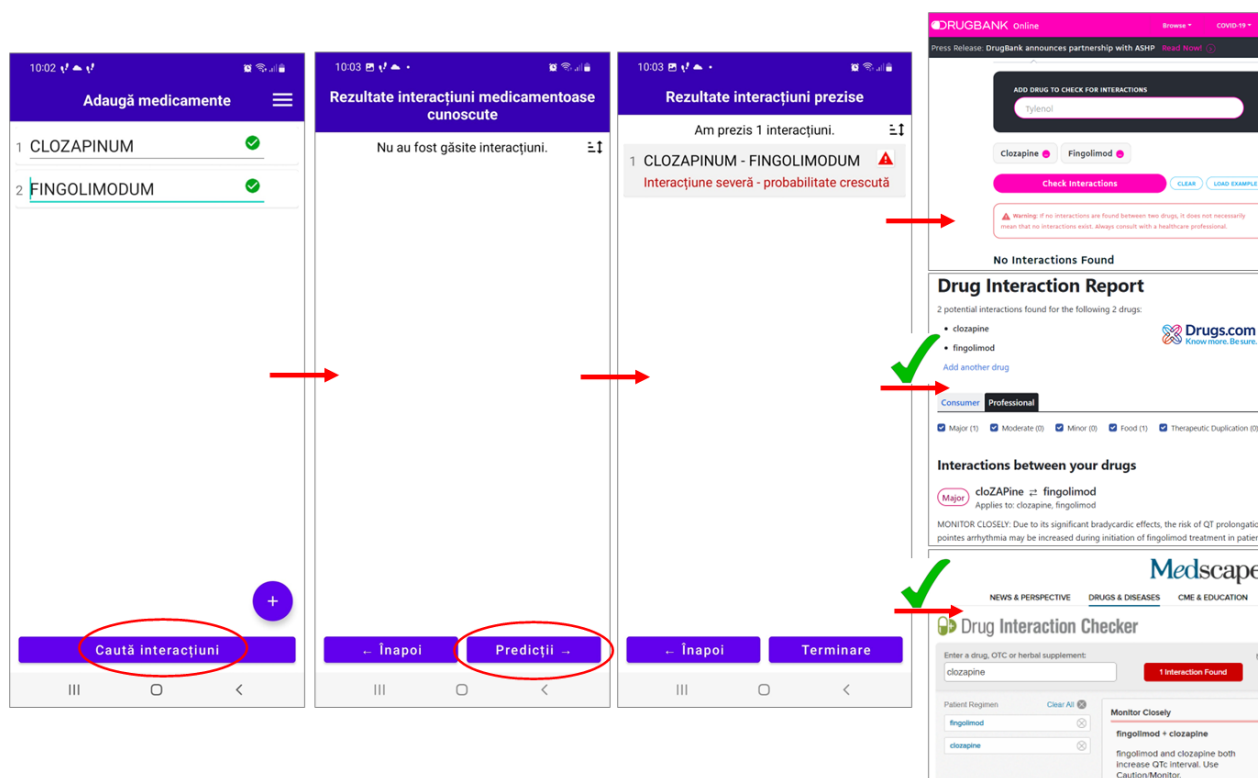 10:02
Adaugă medicamente
1 CLOZAPINUM
2 FINGOLIMODUM
+
Caută interacțiuni
10:03
Rezultate interacțiuni medicamentoase
cunoscute
Nu au fost găsite interacțiuni.
← Înapoi
Predicții →
10:03
Rezultate interacțiuni prezise
Am prezis 1 interacțiuni.
1 CLOZAPINUM - FINGOLIMODUM
Interacțiune severă - probabilitate crescută
← Înapoi
Terminare
DRUGBANK Online
Browse
COVID-19
Press Release: DrugBank announces partnership with ASHP Read Now!
ADD DRUG TO CHECK FOR INTERACTIONS
Tylenol
Clozapine
Fingolimod
Check Interactions
CLEAR
LOAD EXAMPLE
Warning: If no interactions are found between two drugs, it does not necessarily
mean that no interactions exist. Always consult with a healthcare professional.
No Interactions Found
Drug Interaction Report
2 potential interactions found for the following 2 drugs:
• clozapine
• fingolimod
Add another drug
Drugs.com
Know more. Be sure.
Consumer Professional
Major (1) Moderate (0) Minor (0) Food (1) Therapeutic Duplication (0)
Interactions between your drugs
Major
cloZAPine ⇄ fingolimod
Applies to: clozapine, fingolimod
MONITOR CLOSELY: Due to its significant bradycardic effects, the risk of QT prolongatio
pointes arrhythmia may be increased during initiation of fingolimod treatment in patien
Medscape
NEWS & PERSPECTIVE DRUGS & DISEASES CME & EDUCATION
Drug Interaction Checker
Enter a drug, OTC or herbal supplement:
clozapine
1 Interaction Found
Patient Regimen
Clear All
fingolimod
clozapine
Monitor Closely
fingolimod + clozapine
fingolimod and clozapine both
increase QTc interval. Use
Caution/Monitor.